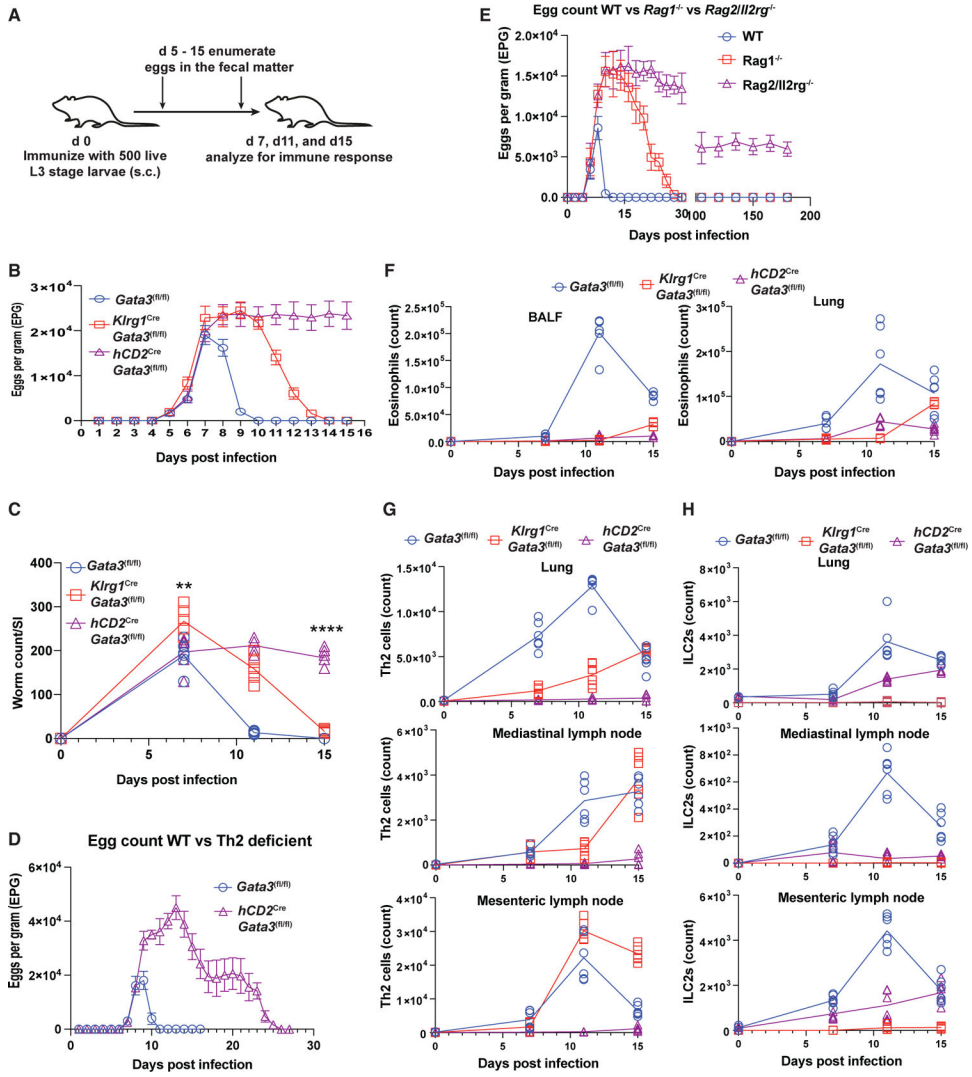 A
d 5 - 15 enumerate
eggs in the fecal matter
d 0
Immunize with 500 live
L3 stage larvae (s.c.)
d 7, d11, and d15
analyze for immune response
E
Egg count WT vs Rag1-/- vs Rag2/Il2rg-/-
Eggs per gram (EPG)
2.0×10⁴
1.5×10⁴
1.0×10⁴
5.0×10³
0.0
0 15 30 100 150 200
Days post infection
WT
Rag1-/-
Rag2/Il2rg-/-
B
Eggs per gram (EPG)
3×10⁴
2×10⁴
1×10⁴
0
0 1 2 3 4 5 6 7 8 9 10 11 12 13 14 15 16
Days post infection
Gata3(fl/fl)
Klrg1Cre
Gata3(fl/fl)
hCD2Cre
Gata3(fl/fl)
F
Gata3(fl/fl)
Klrg1Cre
Gata3(fl/fl)
hCD2Cre
Gata3(fl/fl)
BALF
Eosinophils (count)
2.5×10⁵
2.0×10⁵
1.5×10⁵
1.0×10⁵
5.0×10⁴
0.0
0 5 10 15
Days post infection
Lung
Eosinophils (count)
3×10⁵
2×10⁵
1×10⁵
0
0 5 10 15
Days post infection
C
Worm count/SI
400
300
200
100
0
0 5 10 15
Days post infection
Gata3(fl/fl)
Klrg1Cre
Gata3(fl/fl)
hCD2Cre
Gata3(fl/fl)
**
****
D
Egg count WT vs Th2 deficient
Eggs per gram (EPG)
6×10⁴
4×10⁴
2×10⁴
0
0 10 20 30
Days post infection
Gata3(fl/fl)
hCD2Cre
Gata3(fl/fl)
G
Gata3(fl/fl)
Klrg1Cre
Gata3(fl/fl)
hCD2Cre
Gata3(fl/fl)
Lung
Th2 cells (count)
1.5×10⁴
1.0×10⁴
5.0×10³
0.0
0 5 10 15
Mediastinal lymph node
Th2 cells (count)
6×10³
4×10³
2×10³
0
0 5 10 15
Mesenteric lymph node
Th2 cells (count)
4×10⁴
3×10⁴
2×10⁴
1×10⁴
0
0 5 10 15
Days post infection
H
Gata3(fl/fl)
Klrg1Cre
Gata3(fl/fl)
hCD2Cre
Gata3(fl/fl)
Lung
ILC2s (count)
8×10³
6×10³
4×10³
2×10³
0
0 5 10 15
Mediastinal lymph node
ILC2s (count)
1×10³
8×10²
6×10²
4×10²
2×10²
0
0 5 10 15
Mesenteric lymph node
ILC2s (count)
6×10³
4×10³
2×10³
0
0 5 10 15
Days post infection